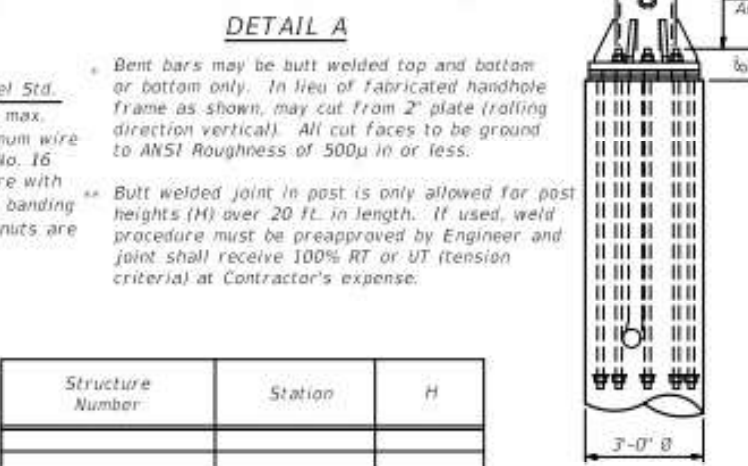 DETAIL A
* Bent bars may be butt welded top and bottom
or bottom only. In lieu of fabricated handhole
frame as shown, may cut from 2" plate (rolling
direction vertical). All cut faces to be ground
to ANSI Roughness of 500µ in or less.
** Butt welded joint in post is only allowed for post
heights (H) over 20 ft. in length. If used, weld
procedure must be preapproved by Engineer and
joint shall receive 100% RT or UT (tension
criteria) at Contractor's expense.
el Std.
max.
num wire
No. 16
re with
banding
nuts are
Structure
Number
Station
H
3'-0" Ø